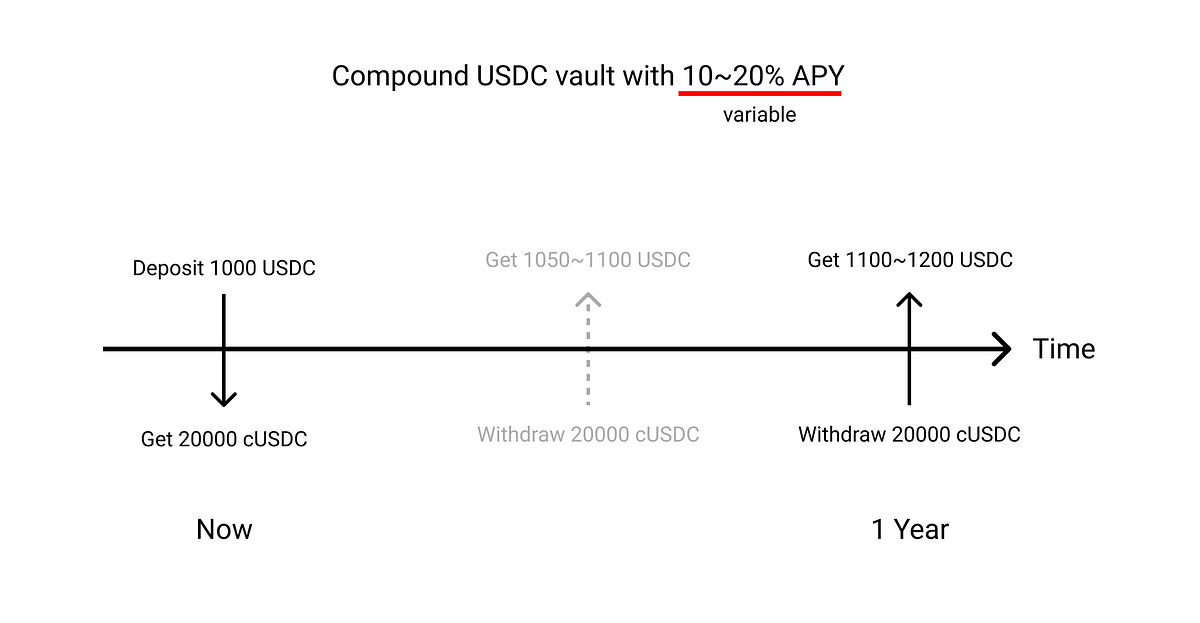 Compound USDC vault with 10~20% APY
variable
Deposit 1000 USDC
Get 1050~1100 USDC
Get 1100~1200 USDC
Time
Get 20000 cUSDC
Withdraw 20000 cUSDC
Withdraw 20000 cUSDC
Now
1 Year